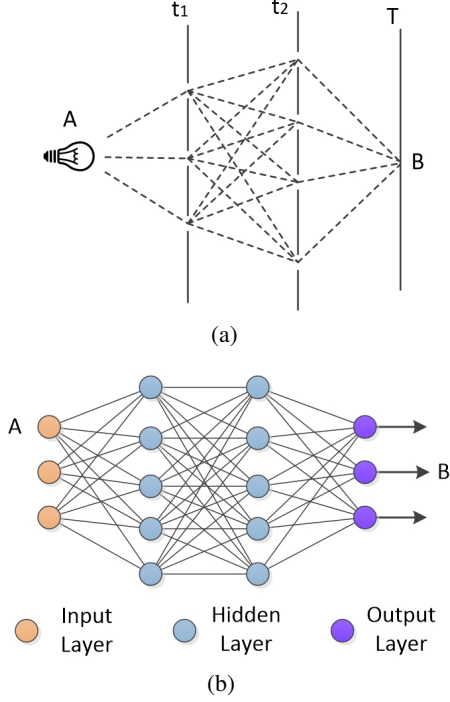 t1 t2 T
A
B
(a)
A
B
Input Layer
Hidden Layer
Output Layer
(b)